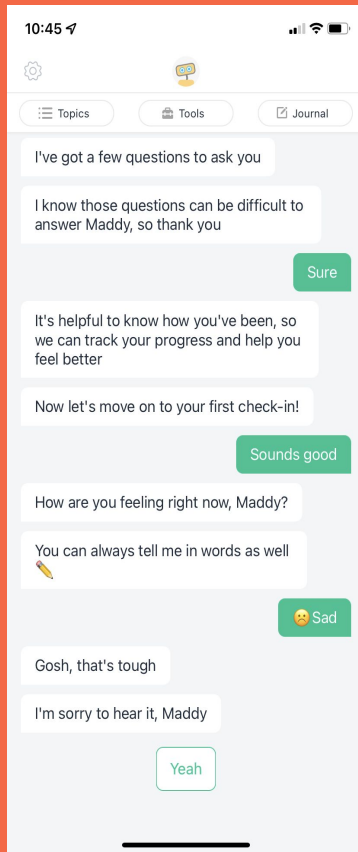 10:45
Topics
Tools
Journal
I've got a few questions to ask you
I know those questions can be difficult to
answer Maddy, so thank you
Sure
It's helpful to know how you've been, so
we can track your progress and help you
feel better
Now let's move on to your first check-in!
Sounds good
How are you feeling right now, Maddy?
You can always tell me in words as well
✏️
☹️ Sad
Gosh, that's tough
I'm sorry to hear it, Maddy
Yeah